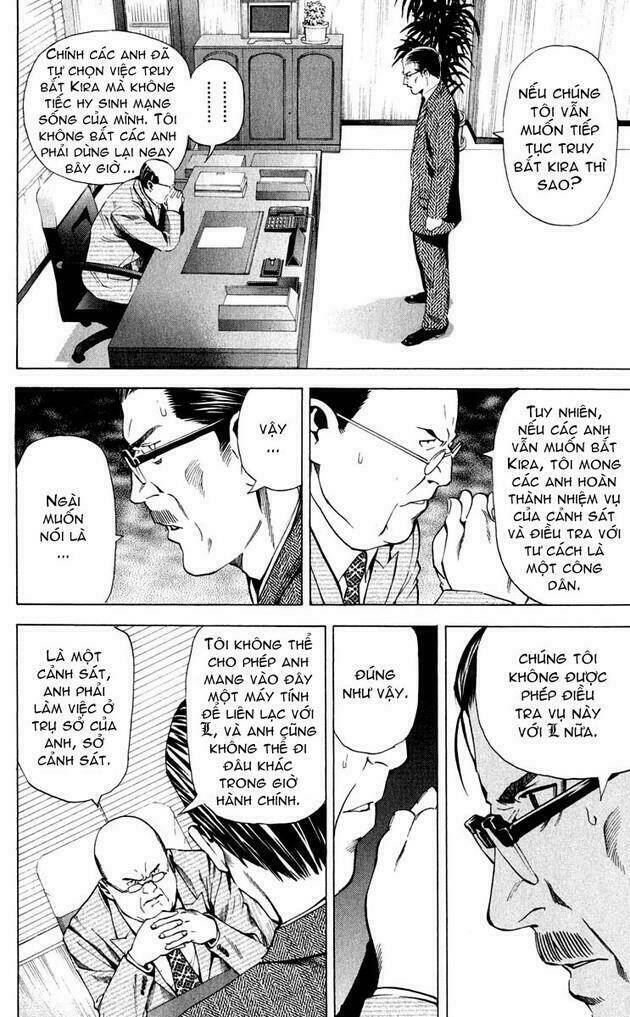 NẾU CHÚNG
TÔI VẪN
MUỐN TIẾP
TỤC TRUY
BẮT KIRA THÌ
SAO?
.......
CHÍNH CÁC ANH ĐÃ
TỰ CHỌN VIỆC TRUY
BẮT KIRA MÀ KHÔNG
TIẾC HY SINH MẠNG
SỐNG CỦA MÌNH. TÔI
KHÔNG BẮT CÁC ANH
PHẢI DỪNG LẠI NGAY
BÂY GIỜ ...
TUY NHIÊN,
NẾU CÁC ANH
VẪN MUỐN BẮT
KIRA, TÔI MONG
CÁC ANH HOÀN
THÀNH NHIỆM VỤ
CỦA CẢNH SÁT
VÀ ĐIỀU TRA VỚI
TƯ CÁCH LÀ
MỘT CÔNG
DÂN.
VẬY
...
NGÀI
MUỐN
NÓI LÀ
...
CHÚNG TÔI
KHÔNG ĐƯỢC
PHÉP ĐIỀU
TRA VỤ NÀY
VỚI L NỮA.
ĐÚNG
NHƯ VẬY.
TÔI KHÔNG THỂ
CHO PHÉP ANH
MANG VÀO ĐÂY
MỘT MÁY TÍNH
ĐỂ LIÊN LẠC VỚI
L, VÀ ANH CŨNG
KHÔNG THỂ ĐI
ĐÂU KHÁC
TRONG GIỜ
HÀNH CHÍNH.
LÀ MỘT
CẢNH SÁT,
ANH PHẢI
LÀM VIỆC Ở
TRỤ SỞ CỦA
ANH, SỞ
CẢNH SÁT.